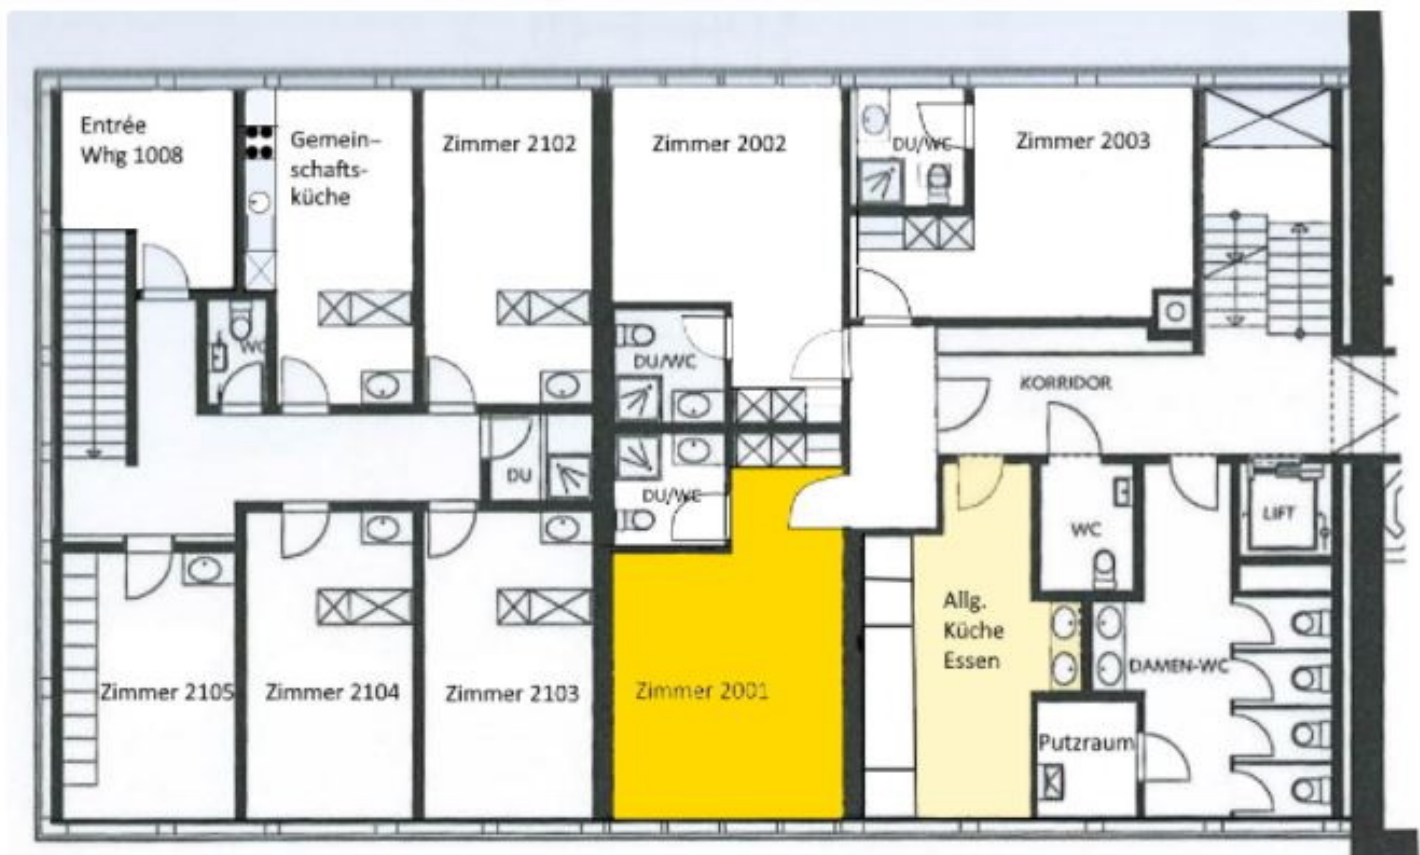 Entrée
Whg 1008
Gemein-
schafts-
küche
Zimmer 2102
Zimmer 2002
DU/WC
Zimmer 2003
WC
DU/WC
KORRIDOR
DU
DU/WC
WC
LIFT
Allg.
Küche
Essen
DAMEN-WC
Zimmer 2105
Zimmer 2104
Zimmer 2103
Zimmer 2001
Putzraum